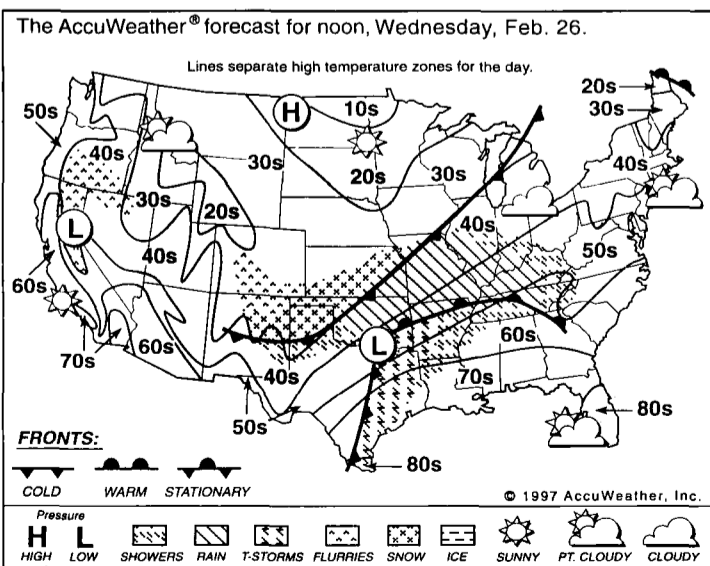 The AccuWeather® forecast for noon, Wednesday, Feb. 26.
Lines separate high temperature zones for the day.
50s
40s
30s
20s
40s
60s
70s
60s
L
H
10s
20s
30s
30s
40s
20s
30s
40s
50s
60s
70s
80s
L
40s
50s
80s
FRONTS:
COLD WARM STATIONARY
© 1997 AccuWeather, Inc.
Pressure
H L
HIGH LOW SHOWERS RAIN T-STORMS FLURRIES SNOW ICE SUNNY PT. CLOUDY CLOUDY